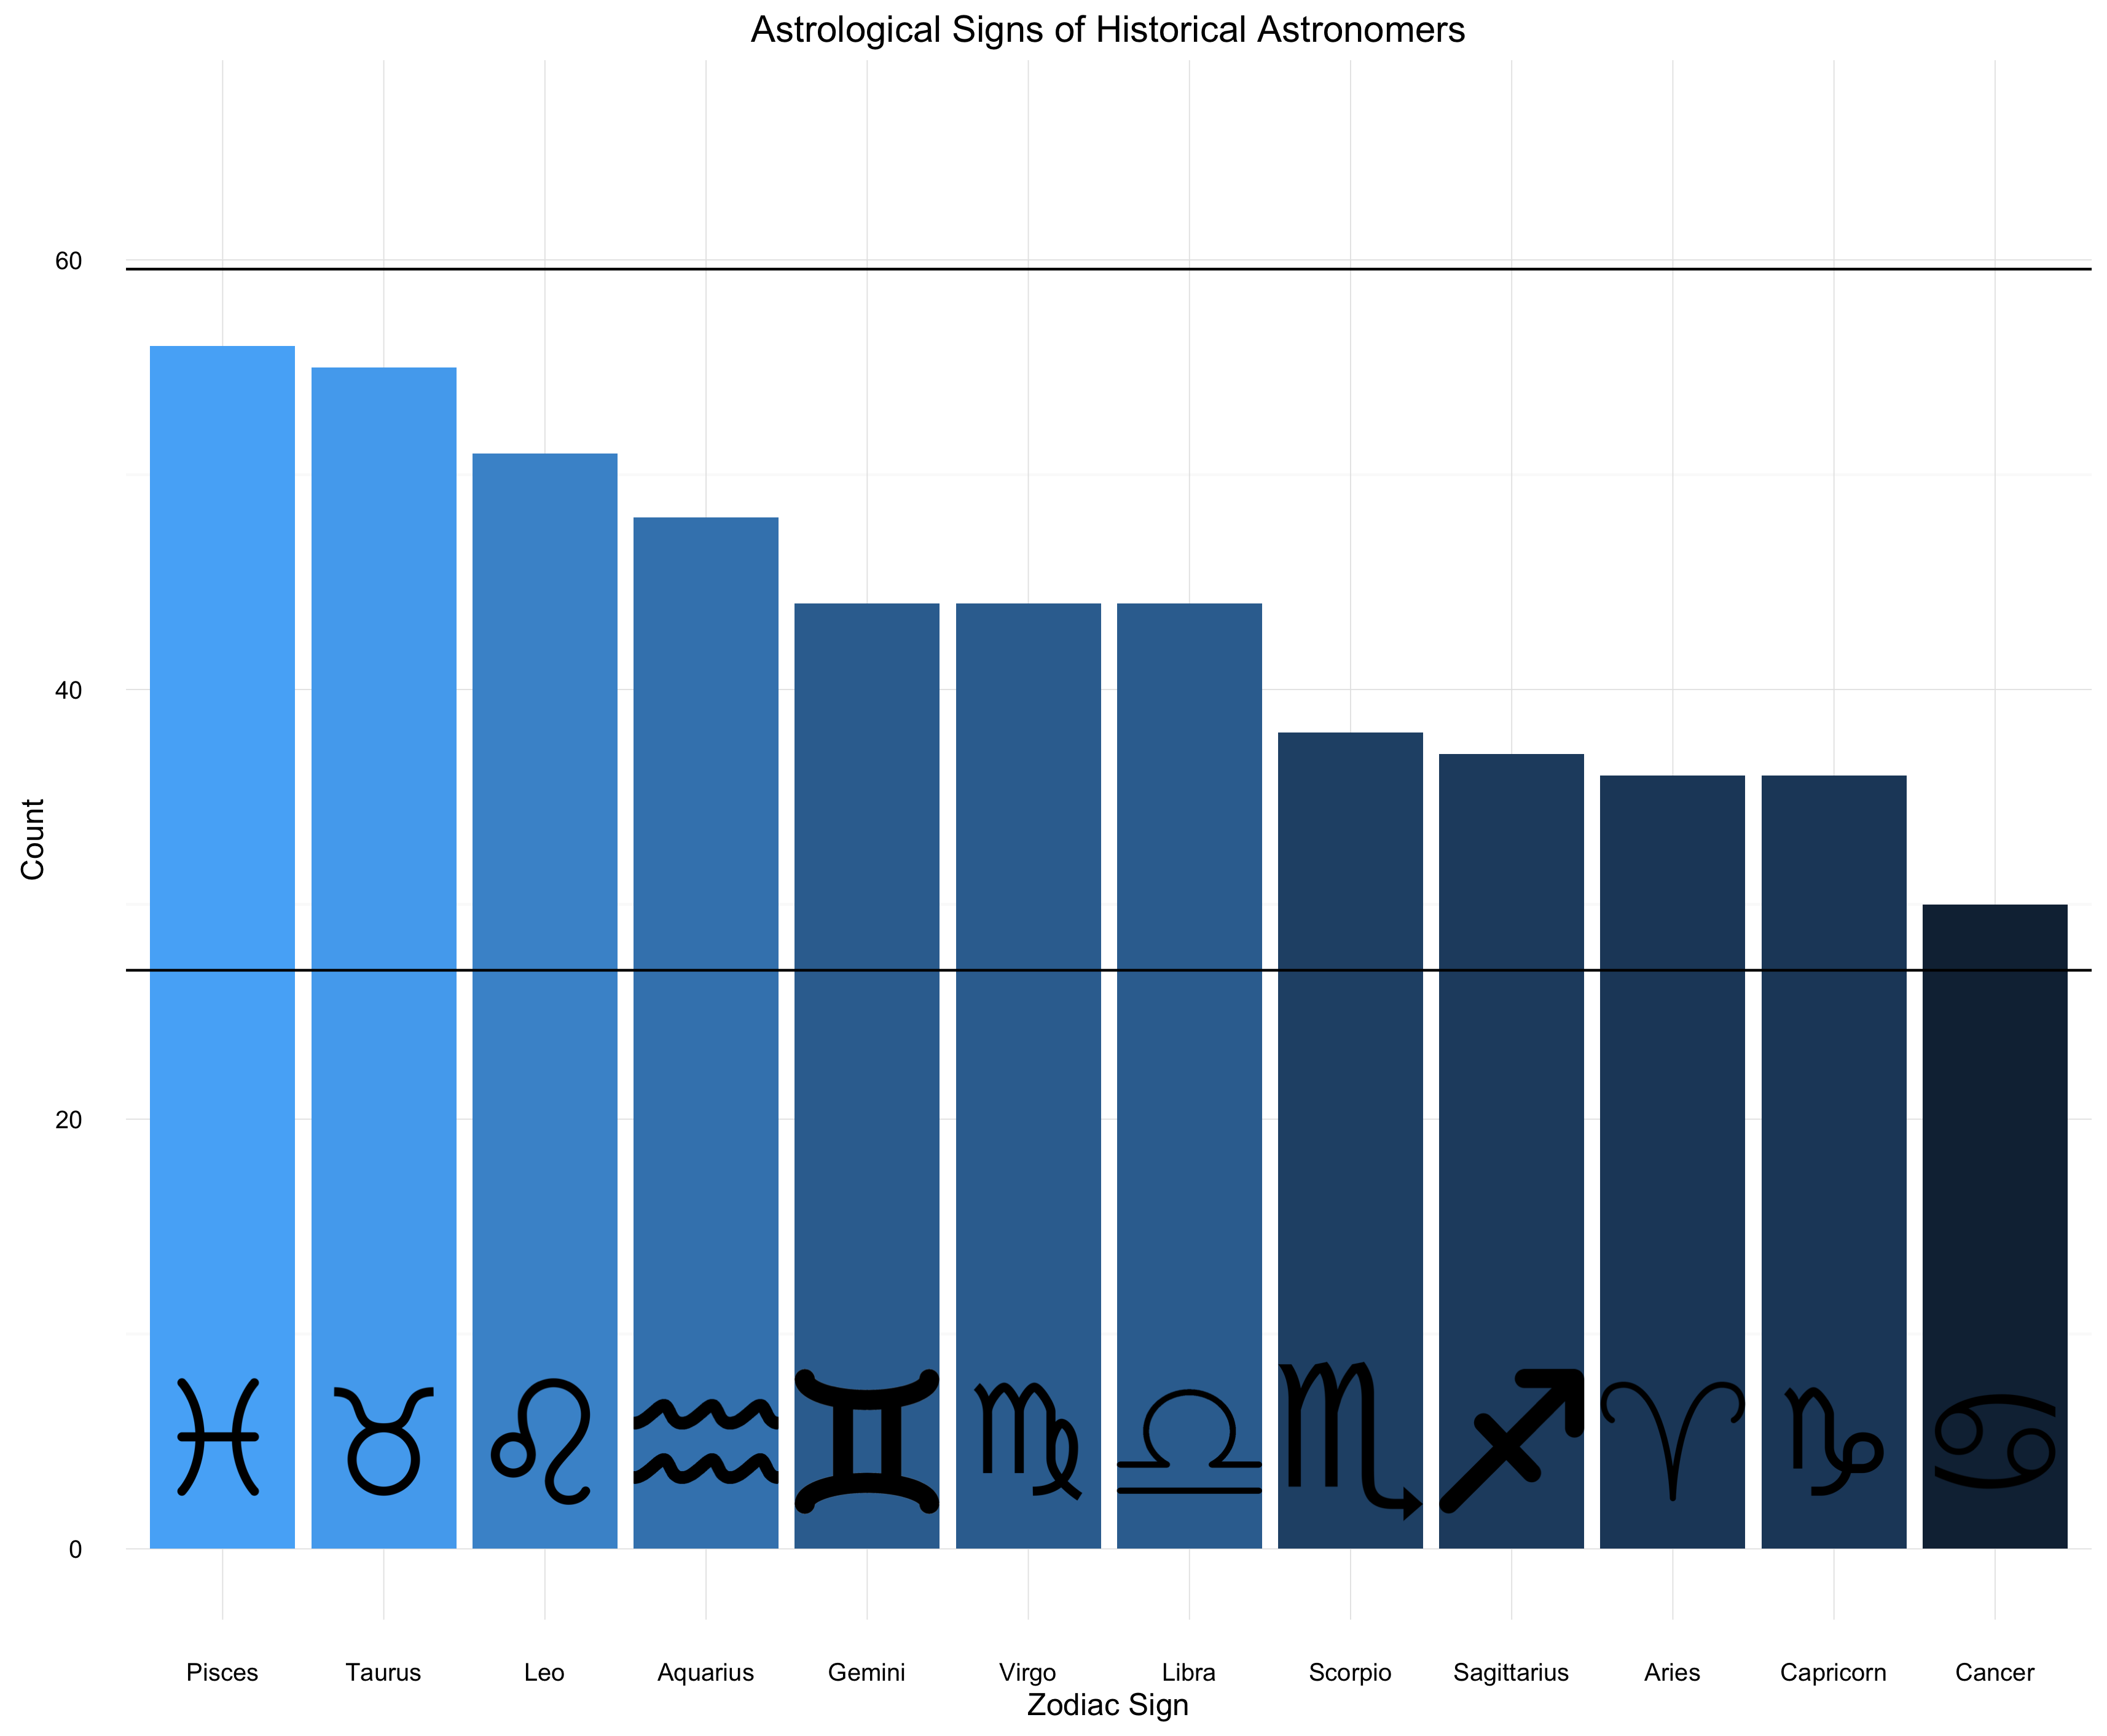 Astrological Signs of Historical Astronomers
60
40
20
0
Count
Pisces Taurus Leo Aquarius Gemini Virgo Libra Scorpio Sagittarius Aries Capricorn Cancer
Zodiac Sign